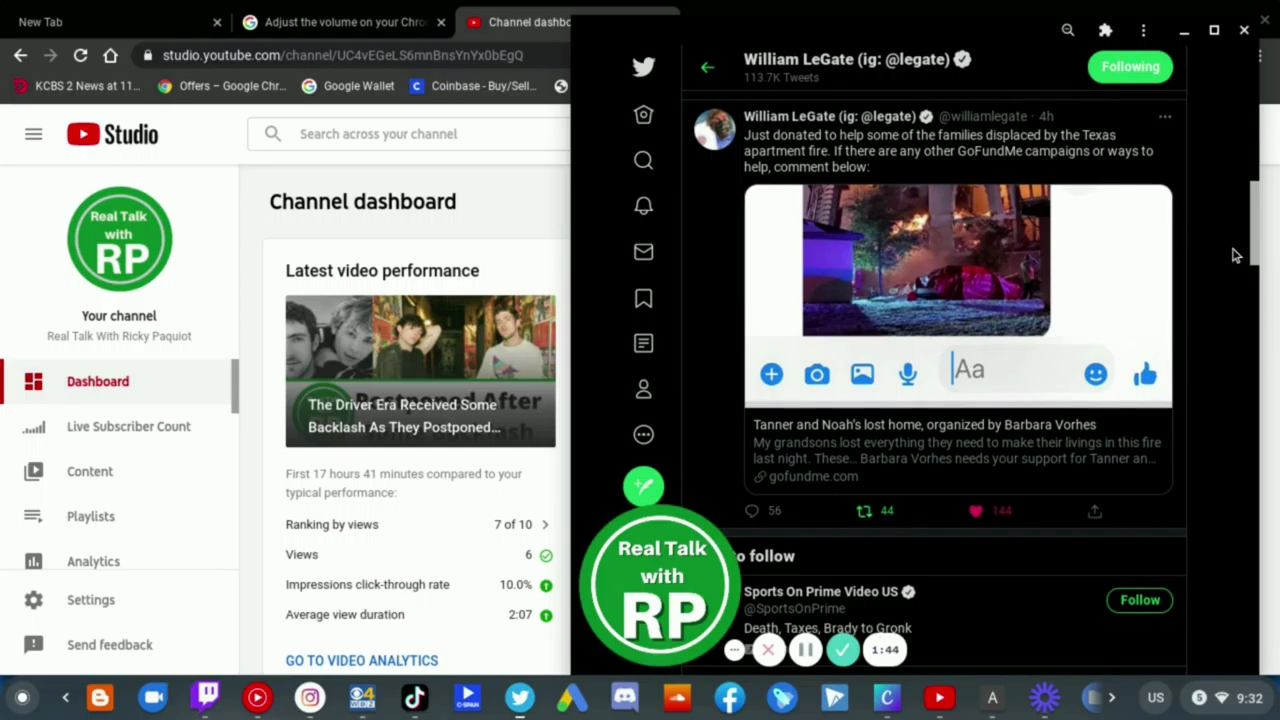 New Tab
Adjust the volume on your Chro
Channel dashbo
studio.youtube.com/channel/UC4vEGeLS6mnBnsYnYx0bEgQ
KCBS 2 News at 11...
Offers – Google Chr...
Google Wallet
Coinbase - Buy/Sell...
Studio
Search across your channel
Real Talk
with
RP
Your channel
Real Talk With Ricky Paquiot
Dashboard
Live Subscriber Count
Content
Playlists
Analytics
Settings
Send feedback
Channel dashboard
Latest video performance
Postponed After
Backlash
The Driver Era Received Some
Backlash As They Postponed...
First 17 hours 41 minutes compared to your
typical performance:
Ranking by views 7 of 10
Views 6
Impressions click-through rate 10.0%
Average view duration 2:07
GO TO VIDEO ANALYTICS
William LeGate (ig: @legate)
113.7K Tweets
Following
William LeGate (ig: @legate) @williamlegate · 4h
Just donated to help some of the families displaced by the Texas
apartment fire. If there are any other GoFundMe campaigns or ways to
help, comment below:
Aa
Tanner and Noah's lost home, organized by Barbara Vorhes
My grandsons lost everything they need to make their livings in this fire
last night. These... Barbara Vorhes needs your support for Tanner an...
gofundme.com
56 44 144
o follow
Sports On Prime Video US
@SportsOnPrime
Follow
Death, Taxes, Brady to Gronk
Real Talk
with
RP
1:44
4
WBZ
C-SPAN
C
A
US
5
9:32